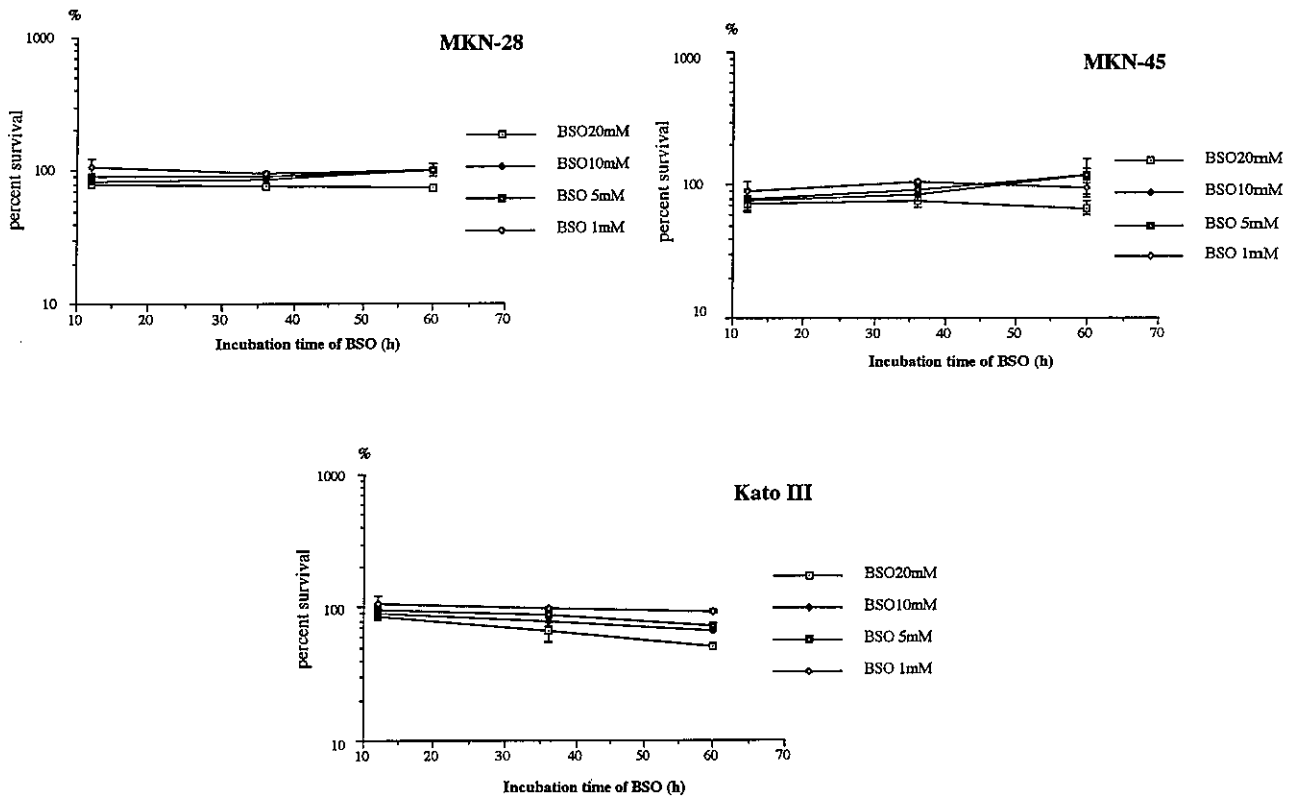 %
1000
MKN-28
percent survival
BSO20mM
BSO10mM
BSO 5mM
BSO 1mM
100
10
10 20 30 40 50 60 70
Incubation time of BSO (h)
%
1000
MKN-45
percent survival
BSO20mM
BSO10mM
BSO 5mM
BSO 1mM
100
10
10 20 30 40 50 60 70
Incubation time of BSO (h)
%
1000
Kato III
percent survival
BSO20mM
BSO10mM
BSO 5mM
BSO 1mM
100
10
10 20 30 40 50 60 70
Incubation time of BSO (h)